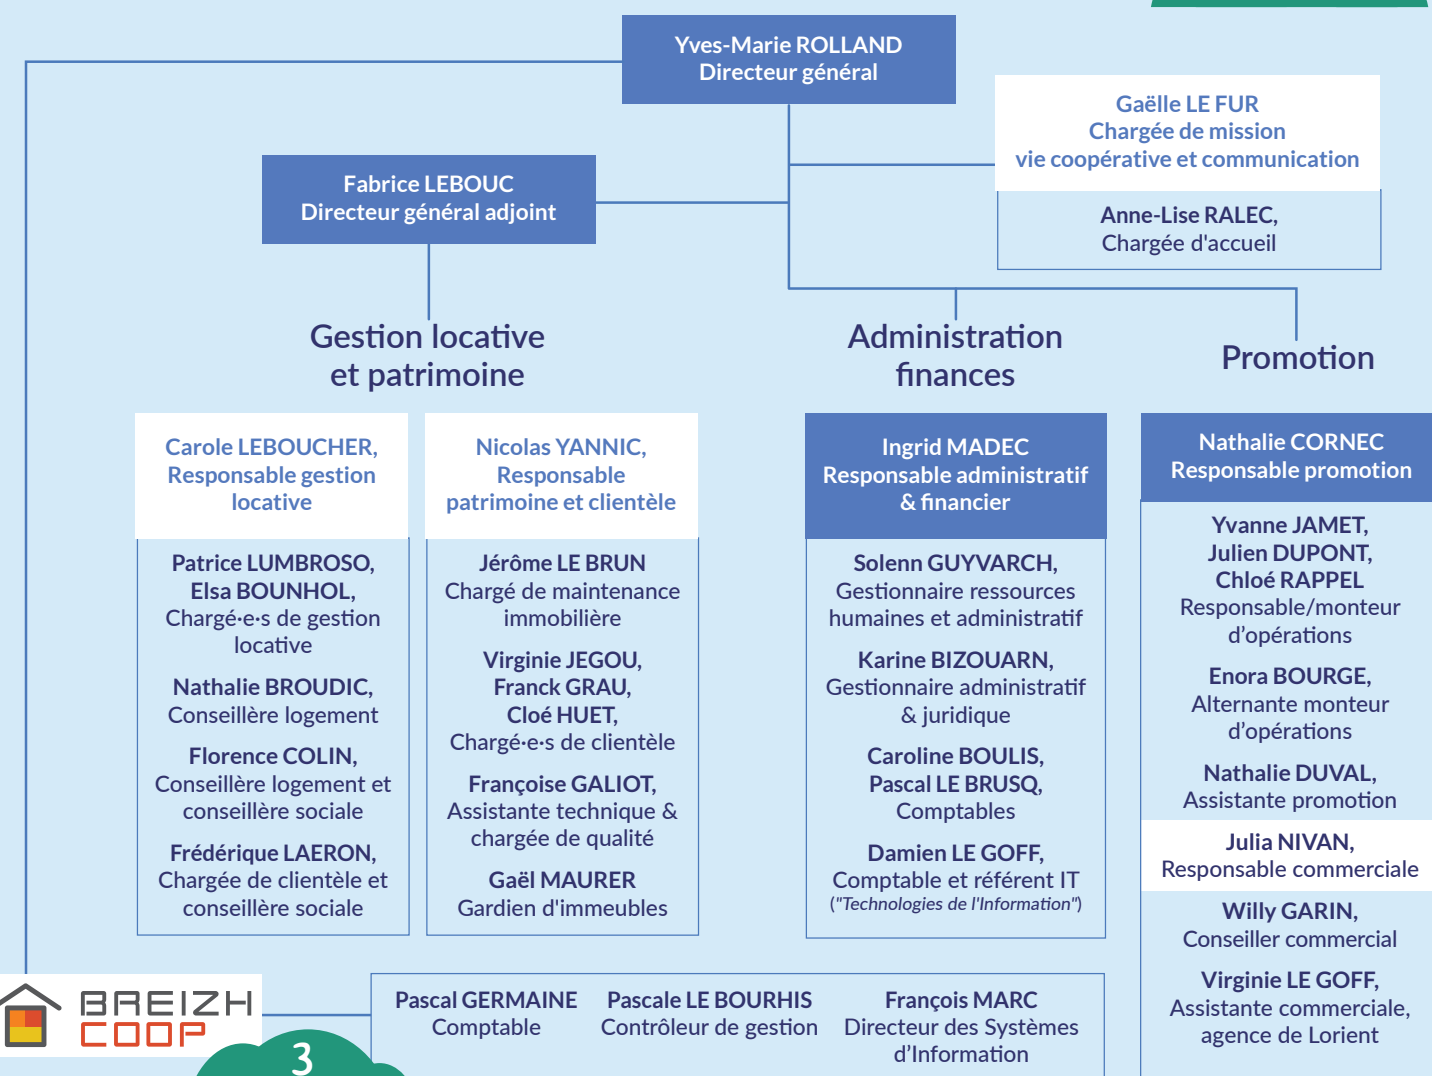 Yves-Marie ROLLAND
Directeur général
Gaëlle LE FUR
Chargée de mission
vie coopérative et communication
Anne-Lise RALEC,
Chargée d'accueil
Fabrice LEBOUC
Directeur général adjoint
Gestion locative
et patrimoine
Carole LEBOUCHER,
Responsable gestion
locative
Patrice LUMBROSO,
Elsa BOUNHOL,
Chargé·e·s de gestion
locative
Nathalie BROUDIC,
Conseillère logement
Florence COLIN,
Conseillère logement et
conseillère sociale
Frédérique LAERON,
Chargée de clientèle et
conseillère sociale
Nicolas YANNIC,
Responsable
patrimoine et clientèle
Jérôme LE BRUN
Chargé de maintenance
immobilière
Virginie JEGOU,
Franck GRAU,
Cloé HUET,
Chargé·e·s de clientèle
Françoise GALIOT,
Assistante technique &
chargée de qualité
Gaël MAURER
Gardien d'immeubles
Administration
finances
Ingrid MADEC
Responsable administratif
& financier
Solenn GUYVARCH,
Gestionnaire ressources
humaines et administratif
Karine BIZOUARN,
Gestionnaire administratif
& juridique
Caroline BOULIS,
Pascal LE BRUSQ,
Comptables
Damien LE GOFF,
Comptable et référent IT
("Technologies de l'Information")
Promotion
Nathalie CORNEC
Responsable promotion
Yvanne JAMET,
Julien DUPONT,
Chloé RAPPEL
Responsable/monteur
d'opérations
Enora BOURGE,
Alternante monteur
d'opérations
Nathalie DUVAL,
Assistante promotion
Julia NIVAN,
Responsable commerciale
Willy GARIN,
Conseiller commercial
Virginie LE GOFF,
Assistante commerciale,
agence de Lorient
BREIZH
COOP
Pascal GERMAINE
Comptable
Pascale LE BOURHIS
Contrôleur de gestion
François MARC
Directeur des Systèmes
d'Information
3